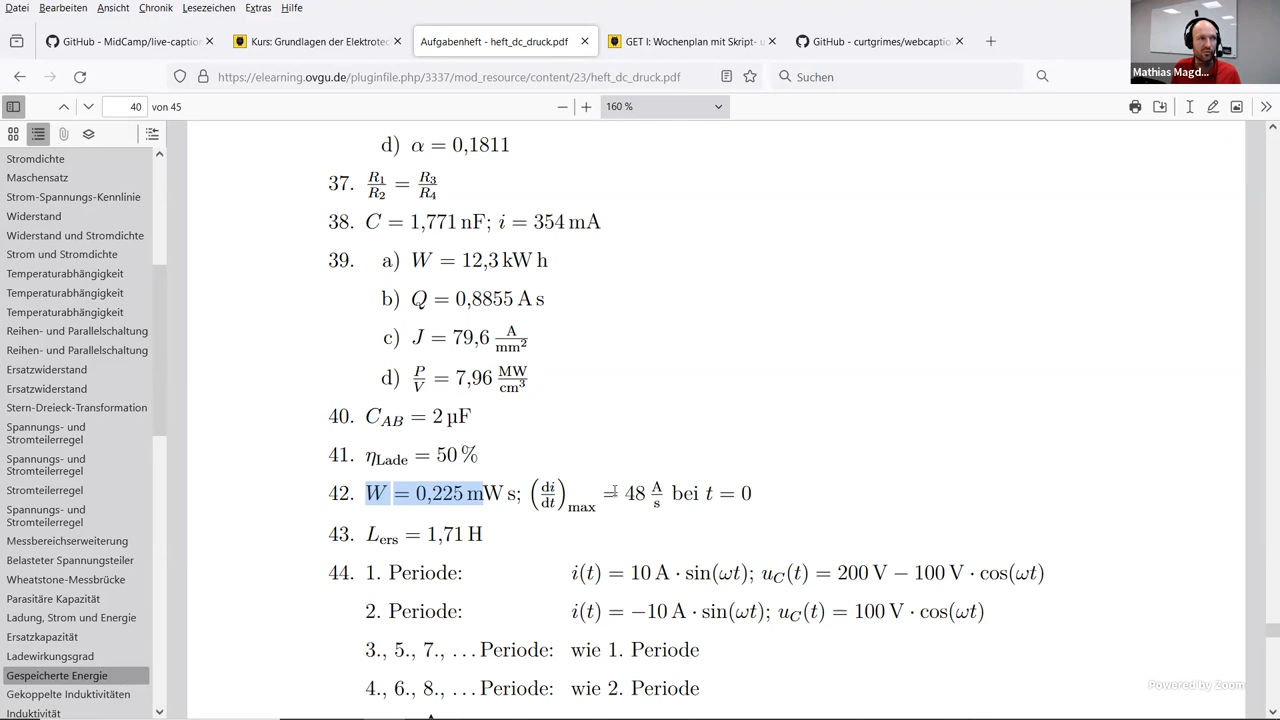 Datei Bearbeiten Ansicht Chronik Lesezeichen Extras Hilfe
GitHub - MidCamp/live-captio
Kurs: Grundlagen der Elektrotec
Aufgabenheft - heft_dc_druck.pdf
GET I: Wochenplan mit Skript- u
GitHub - curtgrimes/webcaptio
Mathias Magd...
https://elearning.ovgu.de/pluginfile.php/3337/mod_resource/content/23/heft_dc_druck.pdf
Suchen
40 von 45
160 %
Stromdichte
Maschensatz
Strom-Spannungs-Kennlinie
Widerstand
Widerstand und Stromdichte
Strom und Stromdichte
Temperaturabhängigkeit
Temperaturabhängigkeit
Temperaturabhängigkeit
Reihen- und Parallelschaltung
Reihen- und Parallelschaltung
Ersatzwiderstand
Ersatzwiderstand
Stern-Dreieck-Transformation
Spannungs- und
Stromteilerregel
Spannungs- und
Stromteilerregel
Stromteilerregel
Spannungs- und
Stromteilerregel
Messbereichserweiterung
Belasteter Spannungsteiler
Wheatstone-Messbrücke
Parasitäre Kapazität
Ladung, Strom und Energie
Ersatzkapazität
Ladewirkungsgrad
Gespeicherte Energie
Gekoppelte Induktivitäten
Induktivität
d) α = 0,1811
37. R₁/R₂ = R₃/R₄
38. C = 1,771 nF; i = 354 mA
39. a) W = 12,3 kW h
b) Q = 0,8855 A s
c) J = 79,6 A/mm²
d) P/V = 7,96 MW/cm³
40. C_AB = 2 µF
41. η_Lade = 50 %
42. W = 0,225 mW s; (di/dt)_max = 48 A/s bei t = 0
43. L_ers = 1,71 H
44. 1. Periode: i(t) = 10 A · sin(ωt); u_C(t) = 200 V − 100 V · cos(ωt)
2. Periode: i(t) = −10 A · sin(ωt); u_C(t) = 100 V · cos(ωt)
3., 5., 7., ... Periode: wie 1. Periode
4., 6., 8., ... Periode: wie 2. Periode
Powered by Zoom